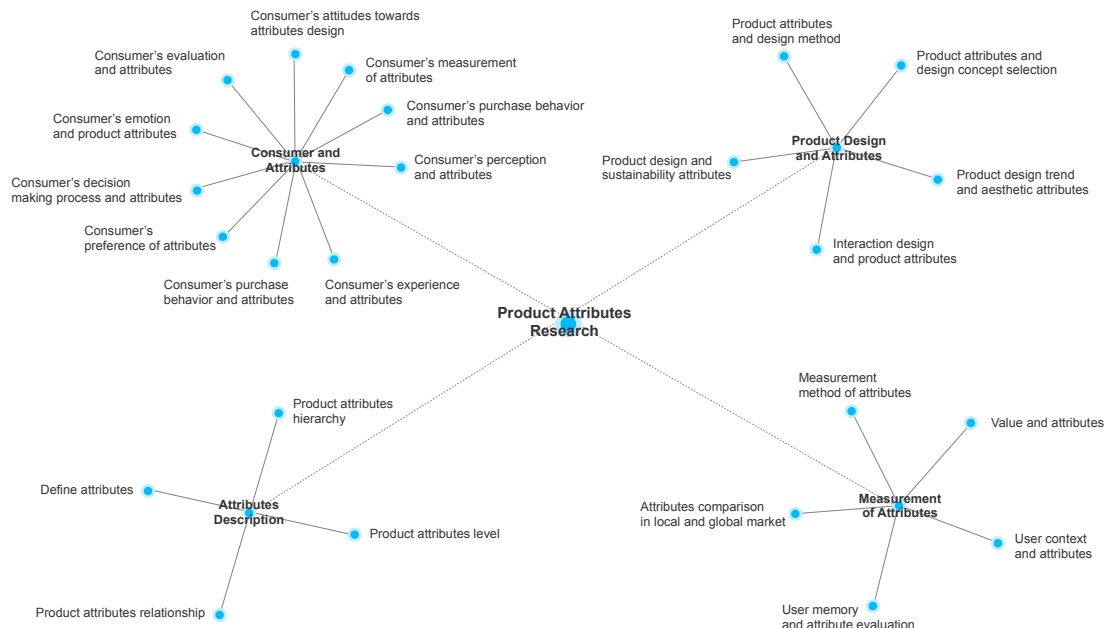 Consumer’s attitudes towards
attributes design
Consumer’s evaluation
and attributes
Consumer’s measurement
of attributes
Consumer’s emotion
and product attributes
Consumer’s purchase behavior
and attributes
Consumer and
Attributes
Consumer’s perception
and attributes
Consumer’s decision
making process and attributes
Consumer’s
preference of attributes
Consumer’s purchase
behavior and attributes
Consumer’s experience
and attributes
Product attributes
and design method
Product attributes and
design concept selection
Product Design
and Attributes
Product design and
sustainability attributes
Product design trend
and aesthetic attributes
Interaction design
and product attributes
Product Attributes
Research
Product attributes
hierarchy
Define attributes
Attributes
Description
Product attributes level
Product attributes relationship
Measurement
method of attributes
Value and attributes
Measurement
of Attributes
Attributes comparison
in local and global market
User context
and attributes
User memory
and attribute evaluation